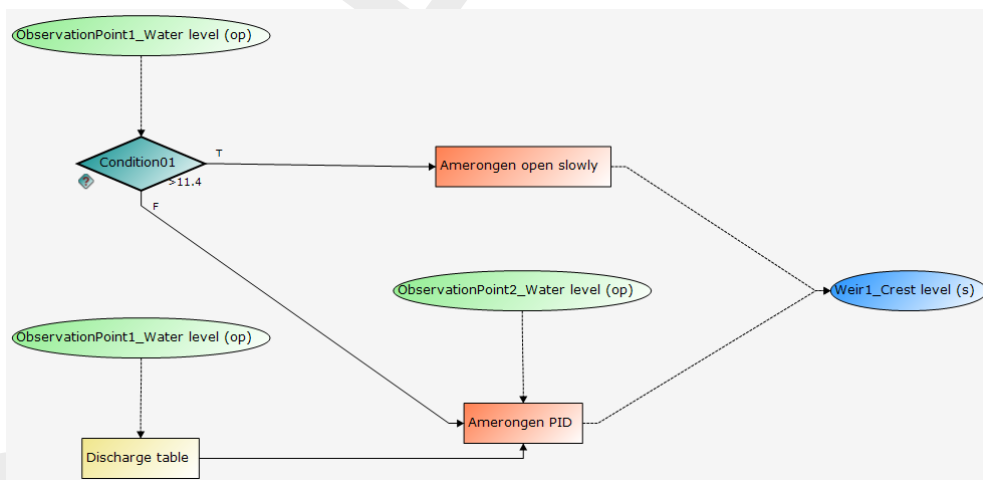 ObservationPoint1_Water level (op)
Condition01
T
>11.4
F
Amerongen open slowly
ObservationPoint2_Water level (op)
Weir1_Crest level (s)
ObservationPoint1_Water level (op)
Amerongen PID
Discharge table
?